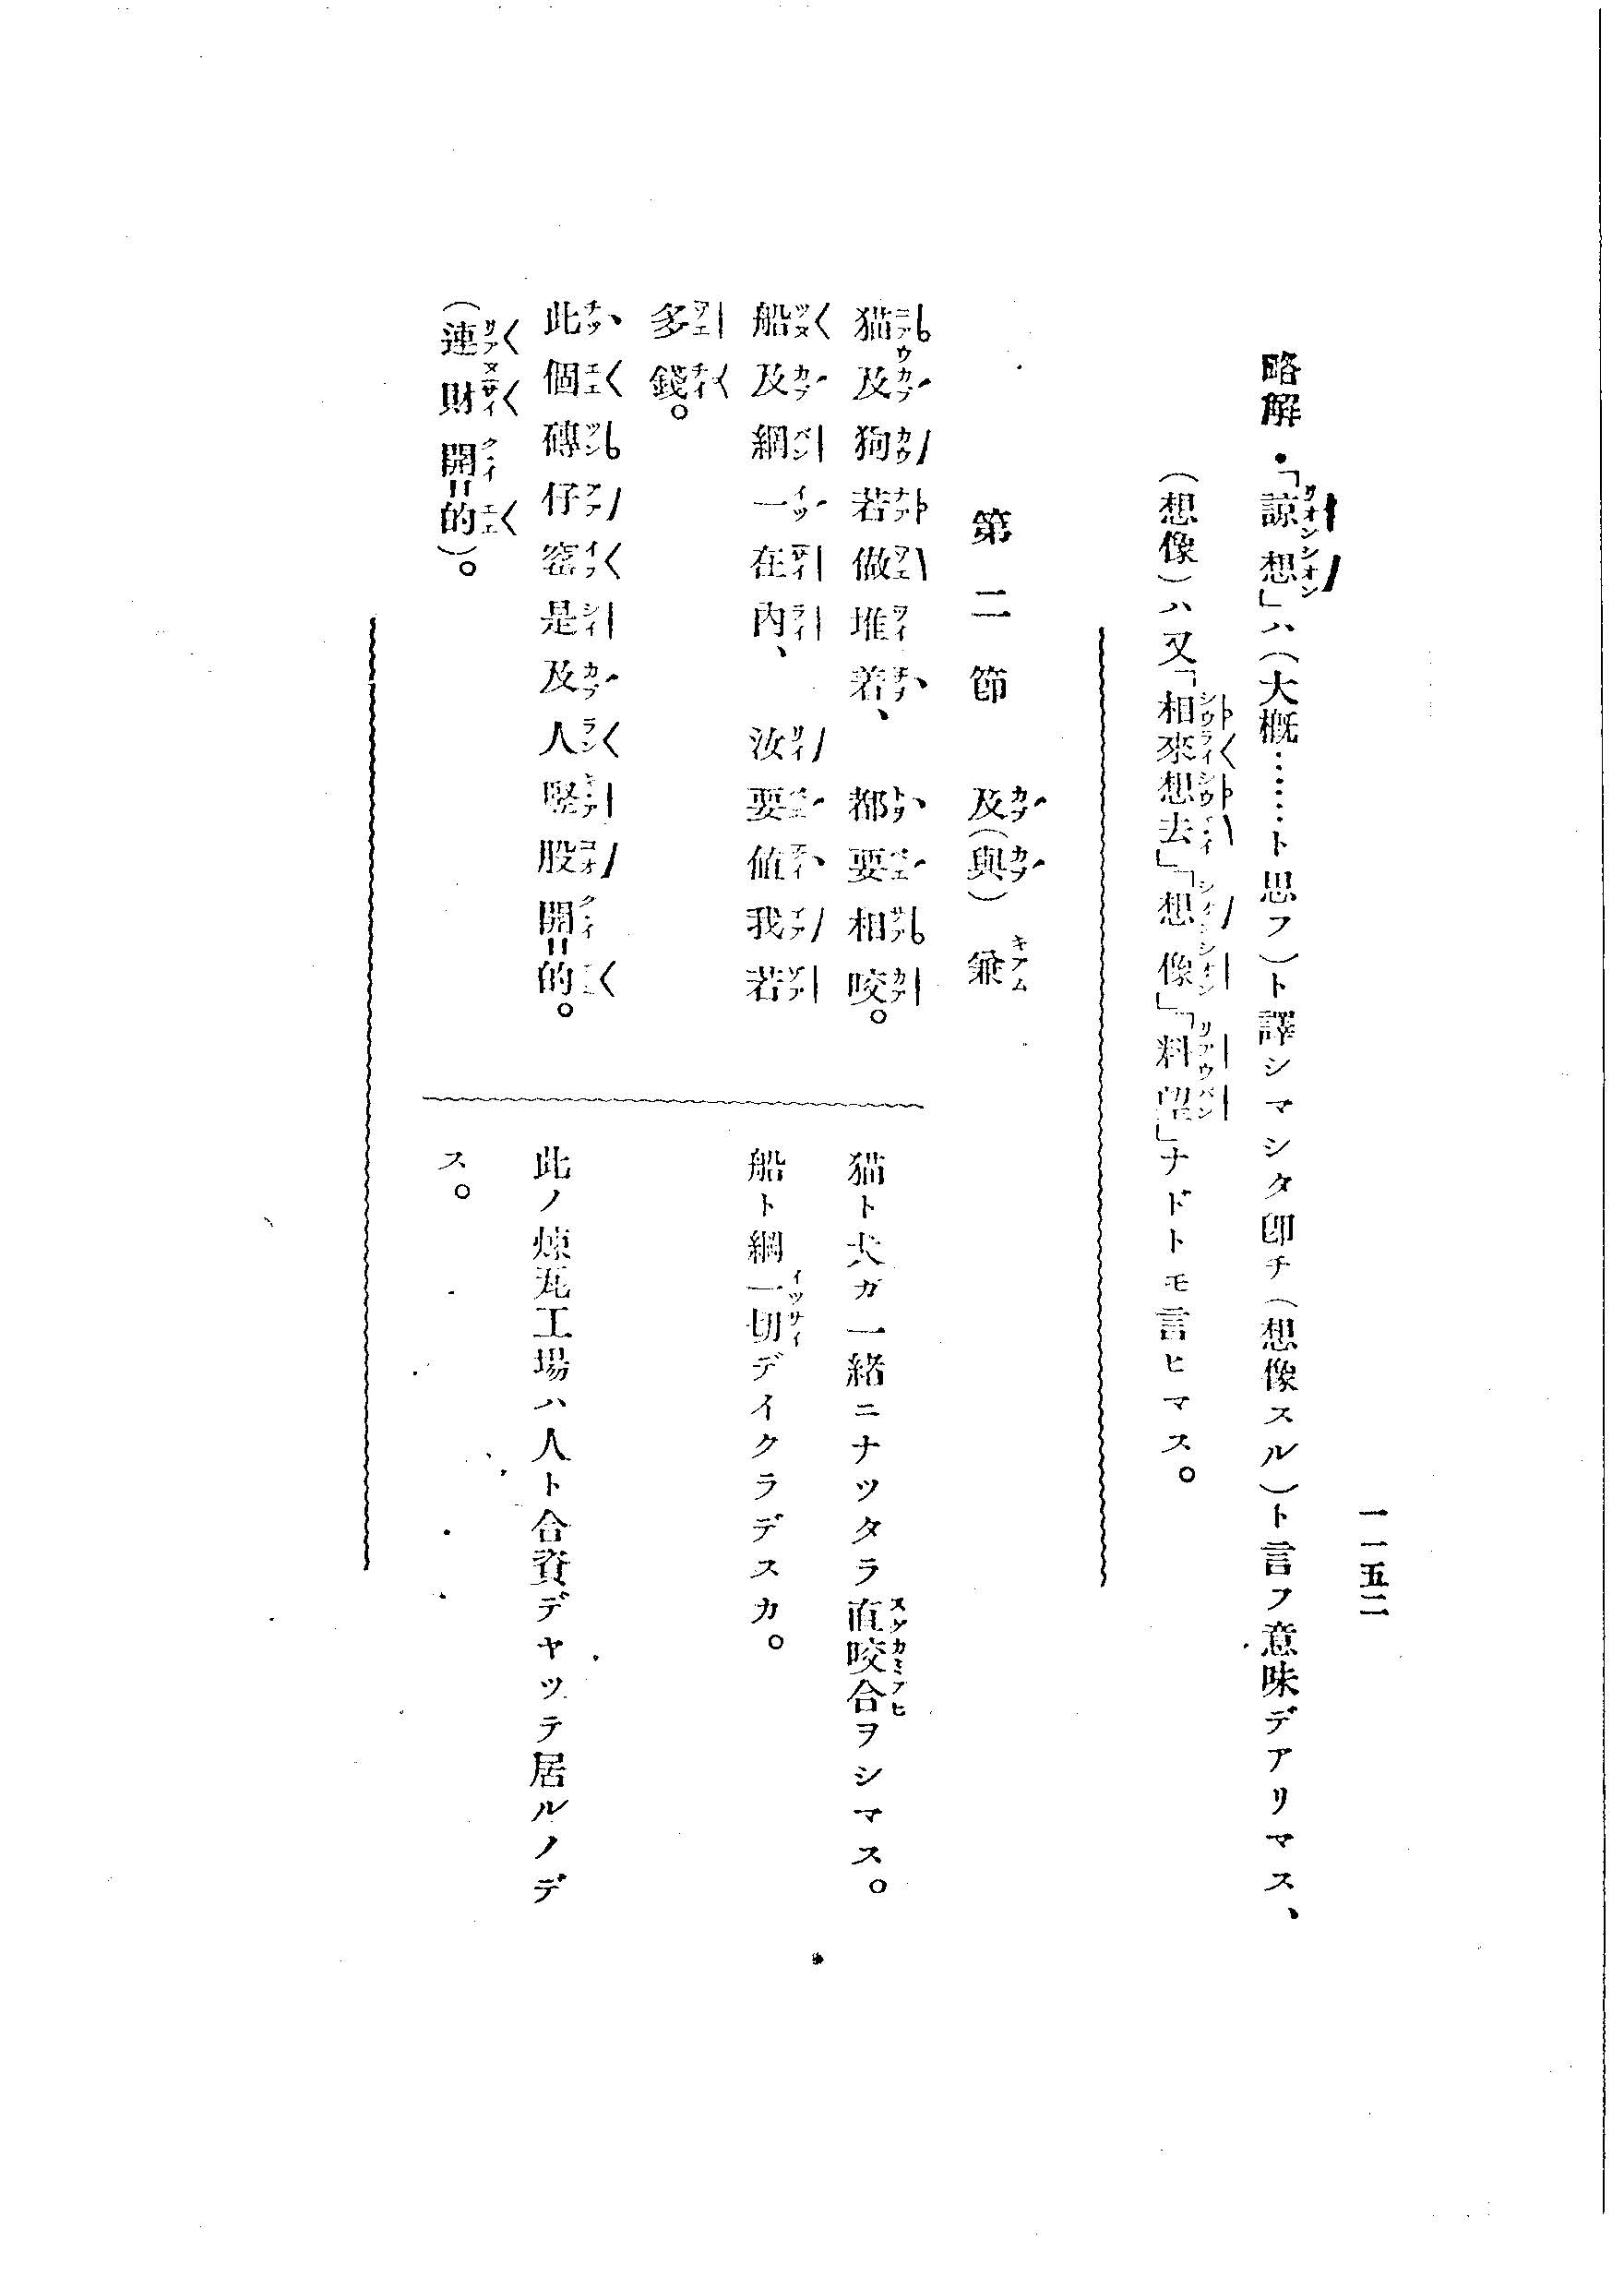 一一五二
略解・「諒想」ハ(大概……ト思フ)ト譯シマシタ卽チ(想像スル)ト言フ意味デアリマス、
(想像)ハ又「相來想去」「想像」「料望」ナドトモ言ヒマス。
第二節 及(與) 兼
猫及狗若做堆着、都要相咬。
猫ト犬ガ一緖ニナツタラ直咬合ヲシマス。
船及網一在內、汝要值我若
多錢。
船ト網一切デイクラデスカ。
此個磚仔窰是及人竪股開〓的。
(連財開〓的)。
此ノ煉瓦工場ハ人ト合資デヤツテ居ルノデ
ス。